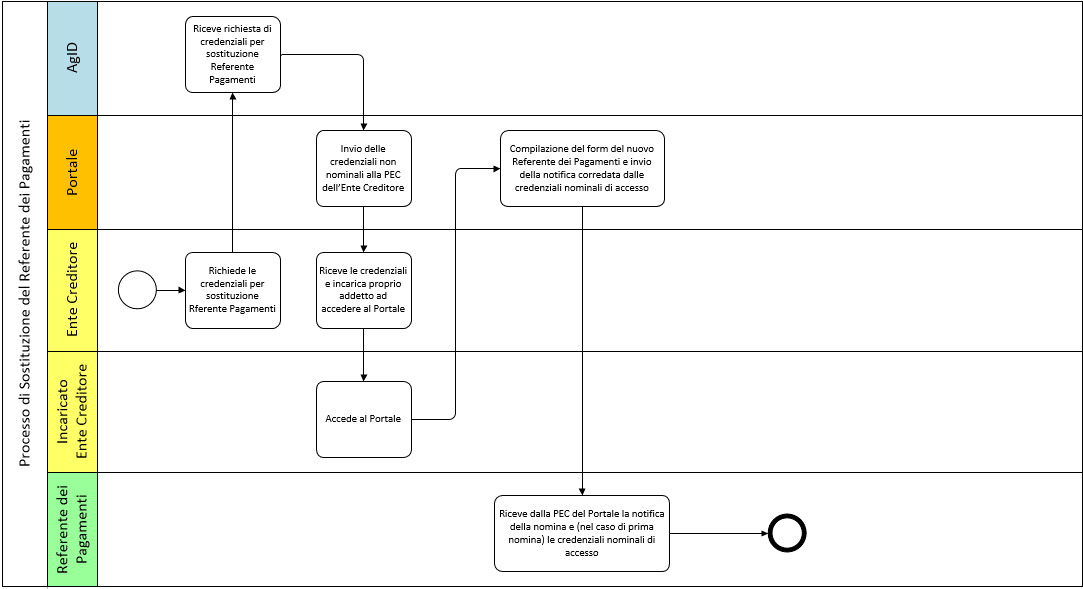 Processo di Sostituzione del Referente dei Pagamenti
AgID
Riceve richiesta di
credenziali per
sostituzione
Referente
Pagamenti
Portale
Invio delle
credenziali non
nominali alla PEC
dell'Ente Creditore
Compilazione del form del nuovo
Referente dei Pagamenti e invio
della notifica corredata dalle
credenziali nominali di accesso
Ente Creditore
Richiede le
credenziali per
sostituzione
Rferente Pagamenti
Riceve le credenziali
e incarica proprio
addetto ad
accedere al Portale
Incaricato
Ente Creditore
Accede al Portale
Referente dei
Pagamenti
Riceve dalla PEC del Portale la notifica
della nomina e (nel caso di prima
nomina) le credenziali nominali di
accesso